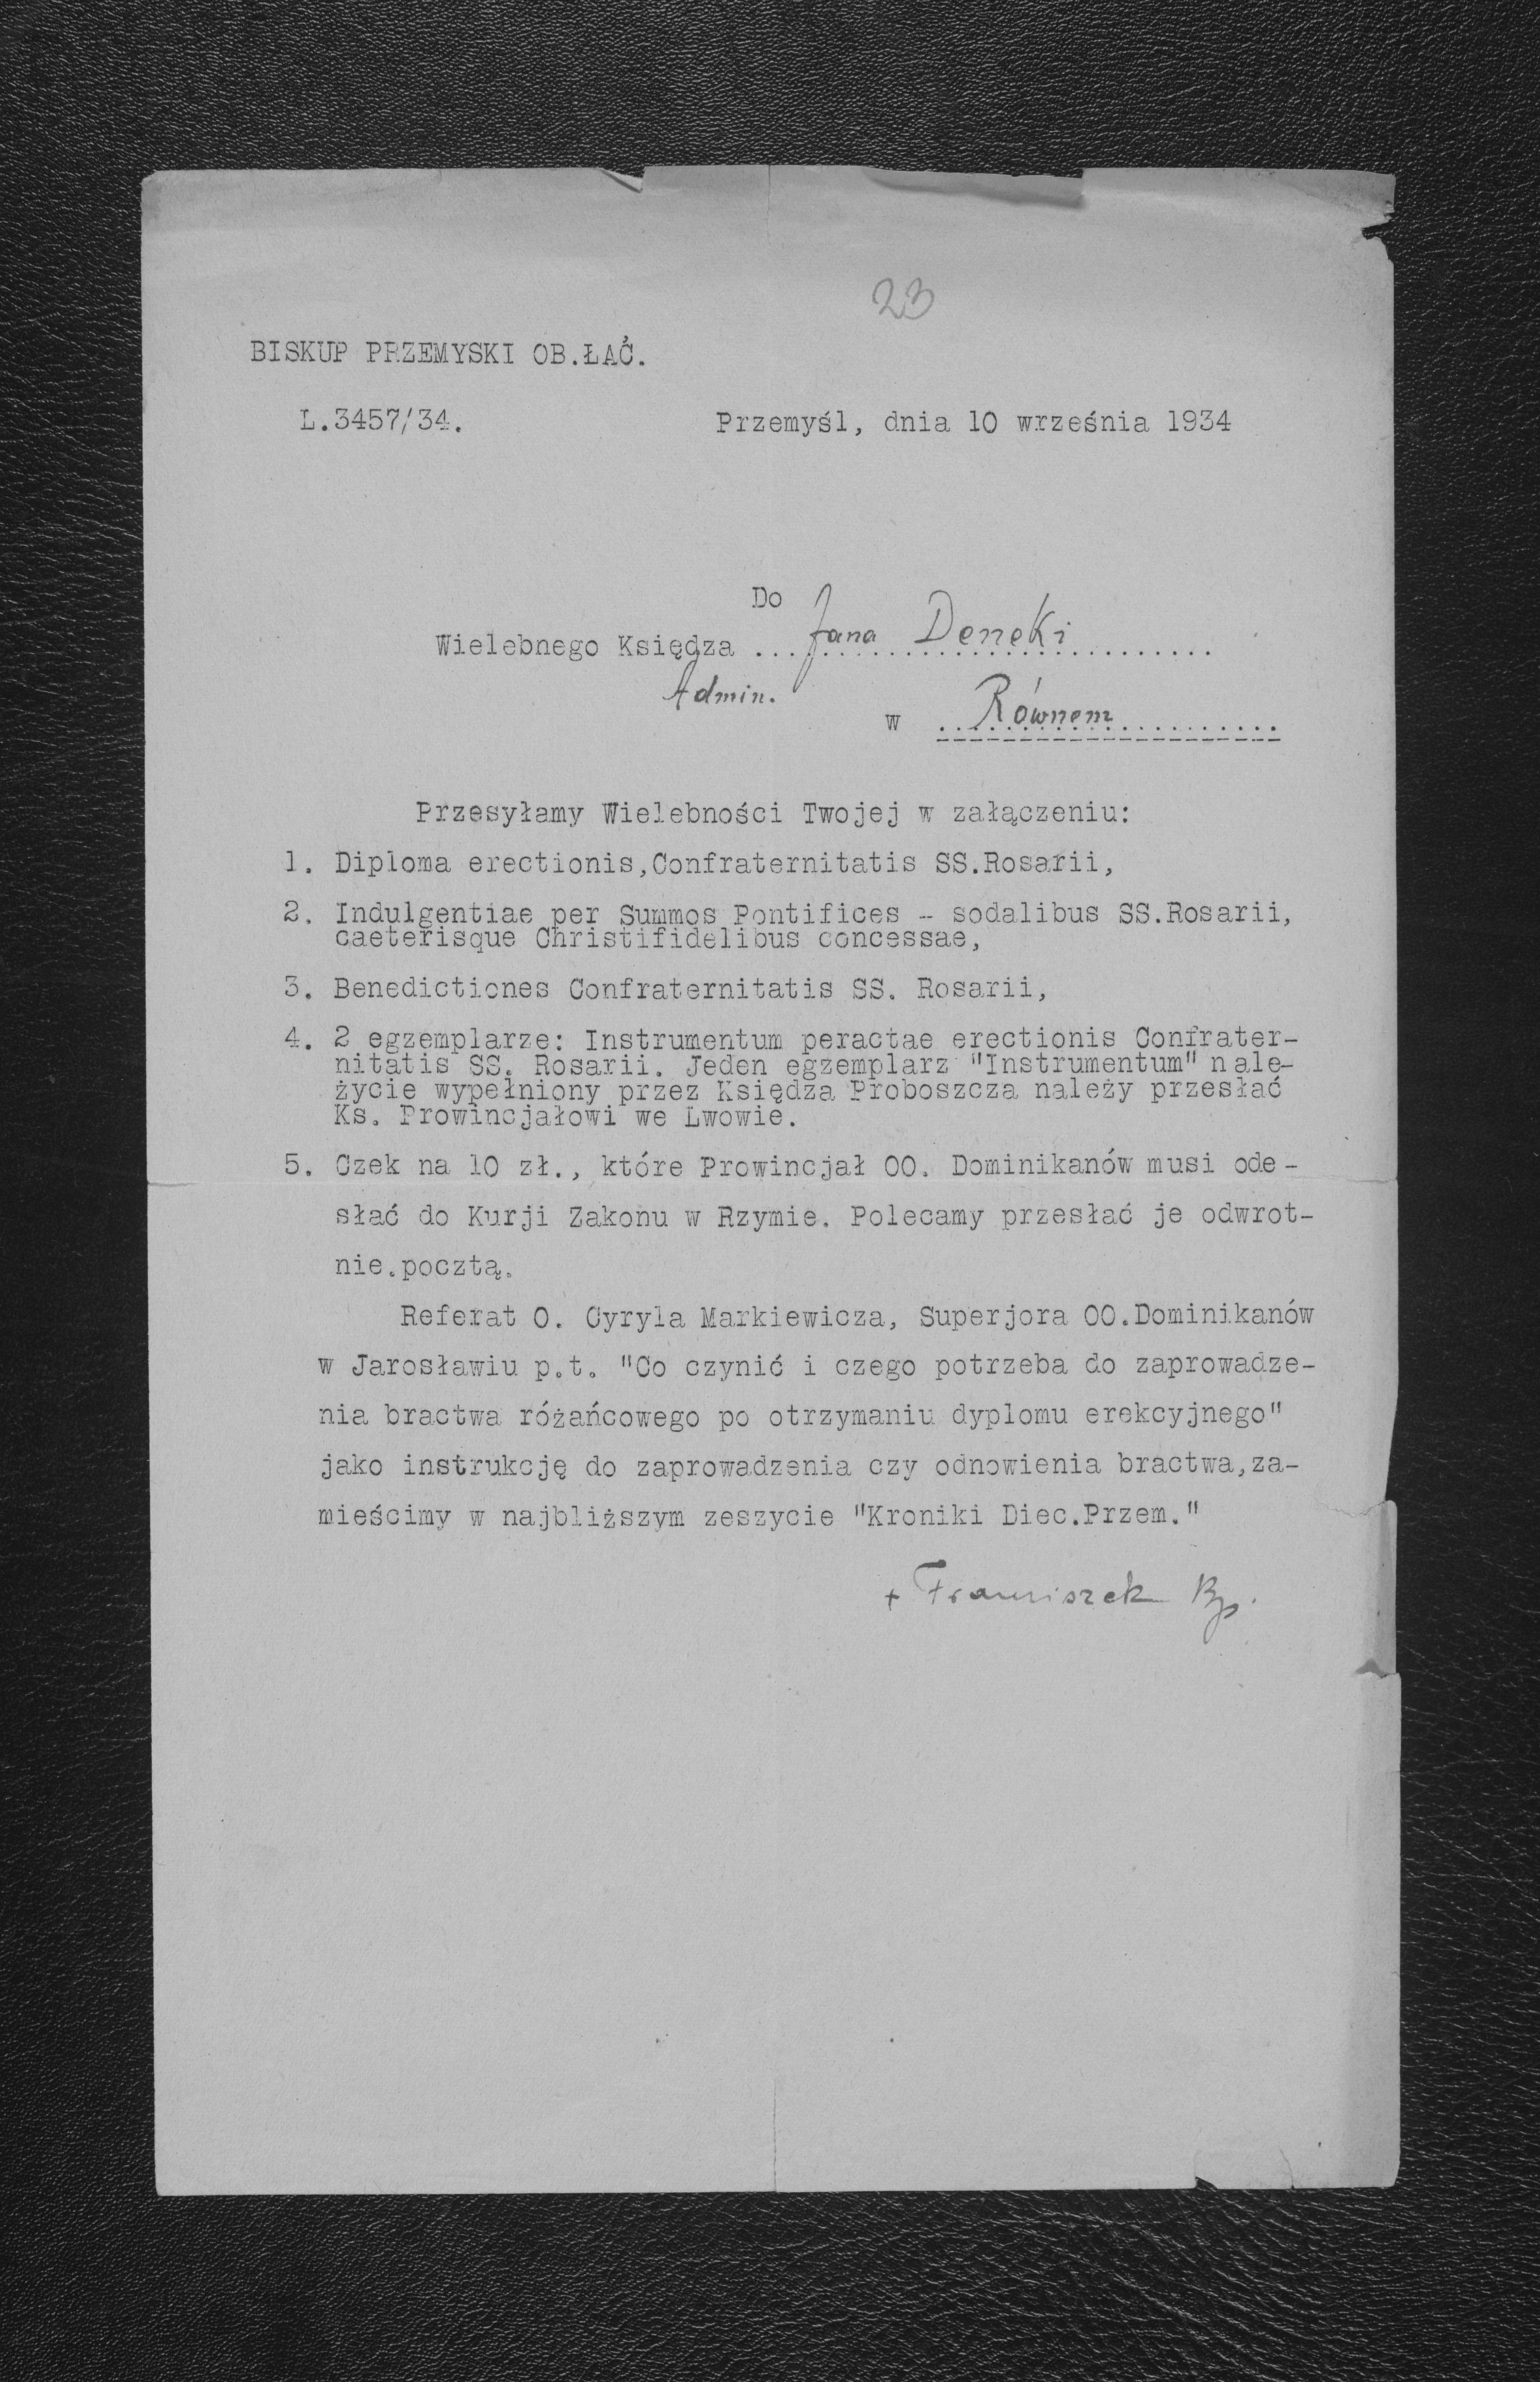 23
BISKUP PRZEMYSKI OB.ŁAĆ.
L.3457/34. Przemyśl, dnia 10 września 1934
Do
Wielebnego Księdza ... Jana Deneki
Admin.
w Równem
Przesyłamy Wielebności Twojej w załączeniu:
1. Diploma erectionis,Confraternitatis SS.Rosarii,
2. Indulgentiae per Summos Pontifices - sodalibus SS.Rosarii,
caeterisque Christifidelibus concessae,
3. Benedictiones Confraternitatis SS. Rosarii,
4. 2 egzemplarze: Instrumentum peractae erectionis Confrater-
nitatis SS. Rosarii. Jeden egzemplarz "Instrumentum" nale-
życie wypełniony przez Księdza Proboszcza należy przesłać
Ks. Prowincjałowi we Lwowie.
5. Czek na 10 zł., które Prowincjał OO. Dominikanów musi ode-
słać do Kurji Zakonu w Rzymie. Polecamy przesłać je odwrot-
nie.pocztą.
Referat O. Cyryla Markiewicza, Superjora OO.Dominikanów
w Jarosławiu p.t. "Co czynić i czego potrzeba do zaprowadze-
nia bractwa różańcowego po otrzymaniu dyplomu erekcyjnego"
jako instrukcję do zaprowadzenia czy odnowienia bractwa,za-
mieścimy w najbliższym zeszycie "Kroniki Diec.Przem."
+ Franciszek Bp.